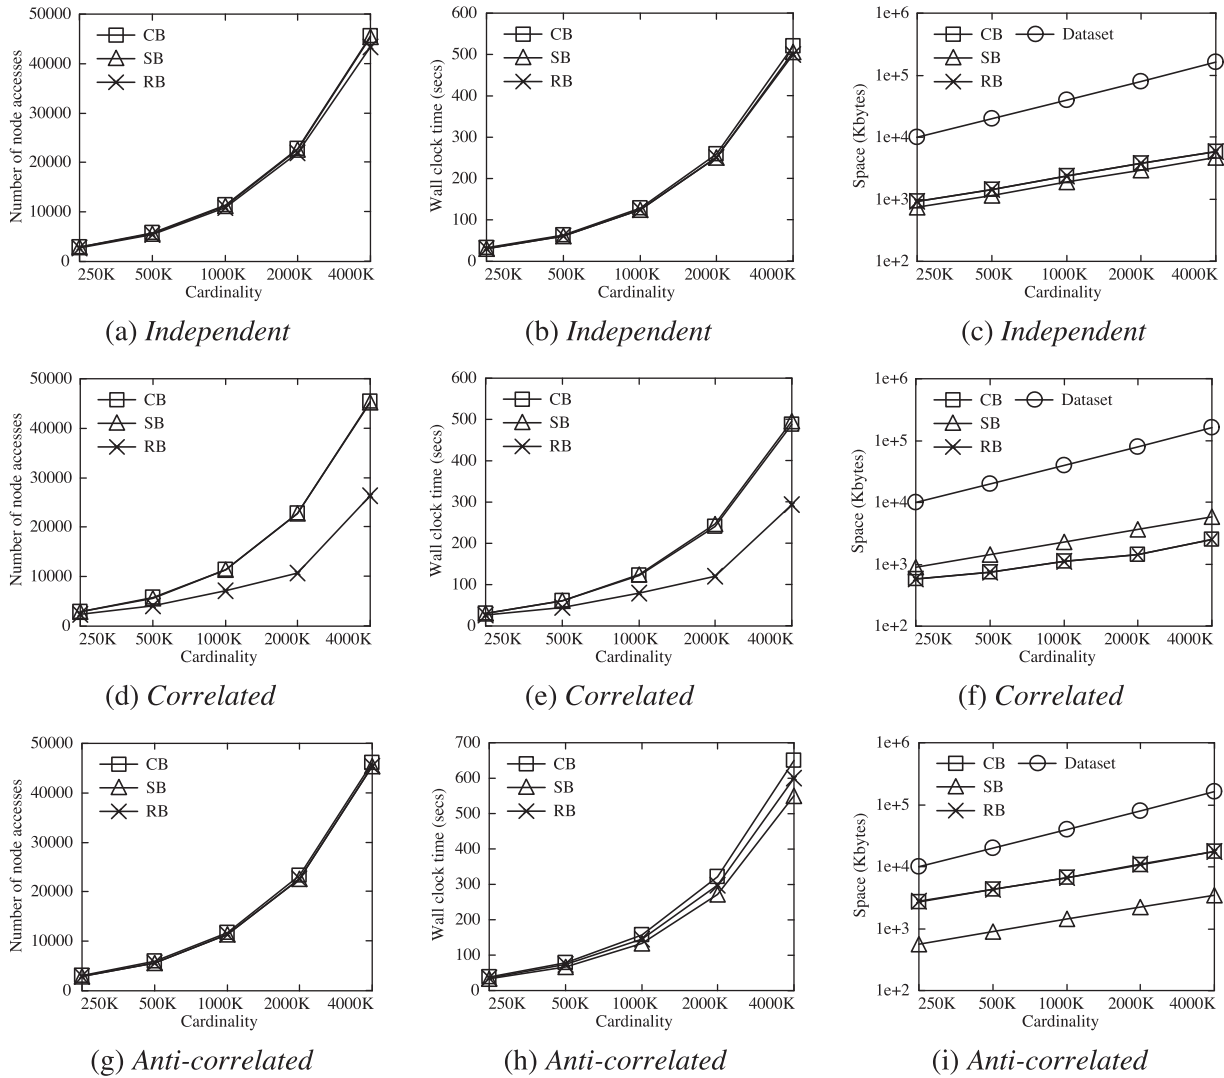 50000
40000
30000
20000
10000
0
Number of node accesses
CB
SB
RB
250K 500K 1000K 2000K 4000K
Cardinality
(a) Independent
600
500
400
300
200
100
0
Wall clock time (secs)
CB
SB
RB
250K 500K 1000K 2000K 4000K
Cardinality
(b) Independent
1e+6
1e+5
1e+4
1e+3
1e+2
Space (Kbytes)
CB Dataset
SB
RB
250K 500K 1000K 2000K 4000K
Cardinality
(c) Independent
50000
40000
30000
20000
10000
0
Number of node accesses
CB
SB
RB
250K 500K 1000K 2000K 4000K
Cardinality
(d) Correlated
600
500
400
300
200
100
0
Wall clock time (secs)
CB
SB
RB
250K 500K 1000K 2000K 4000K
Cardinality
(e) Correlated
1e+6
1e+5
1e+4
1e+3
1e+2
Space (Kbytes)
CB Dataset
SB
RB
250K 500K 1000K 2000K 4000K
Cardinality
(f) Correlated
50000
40000
30000
20000
10000
0
Number of node accesses
CB
SB
RB
250K 500K 1000K 2000K 4000K
Cardinality
(g) Anti-correlated
700
600
500
400
300
200
100
0
Wall clock time (secs)
CB
SB
RB
250K 500K 1000K 2000K 4000K
Cardinality
(h) Anti-correlated
1e+6
1e+5
1e+4
1e+3
1e+2
Space (Kbytes)
CB Dataset
SB
RB
250K 500K 1000K 2000K 4000K
Cardinality
(i) Anti-correlated